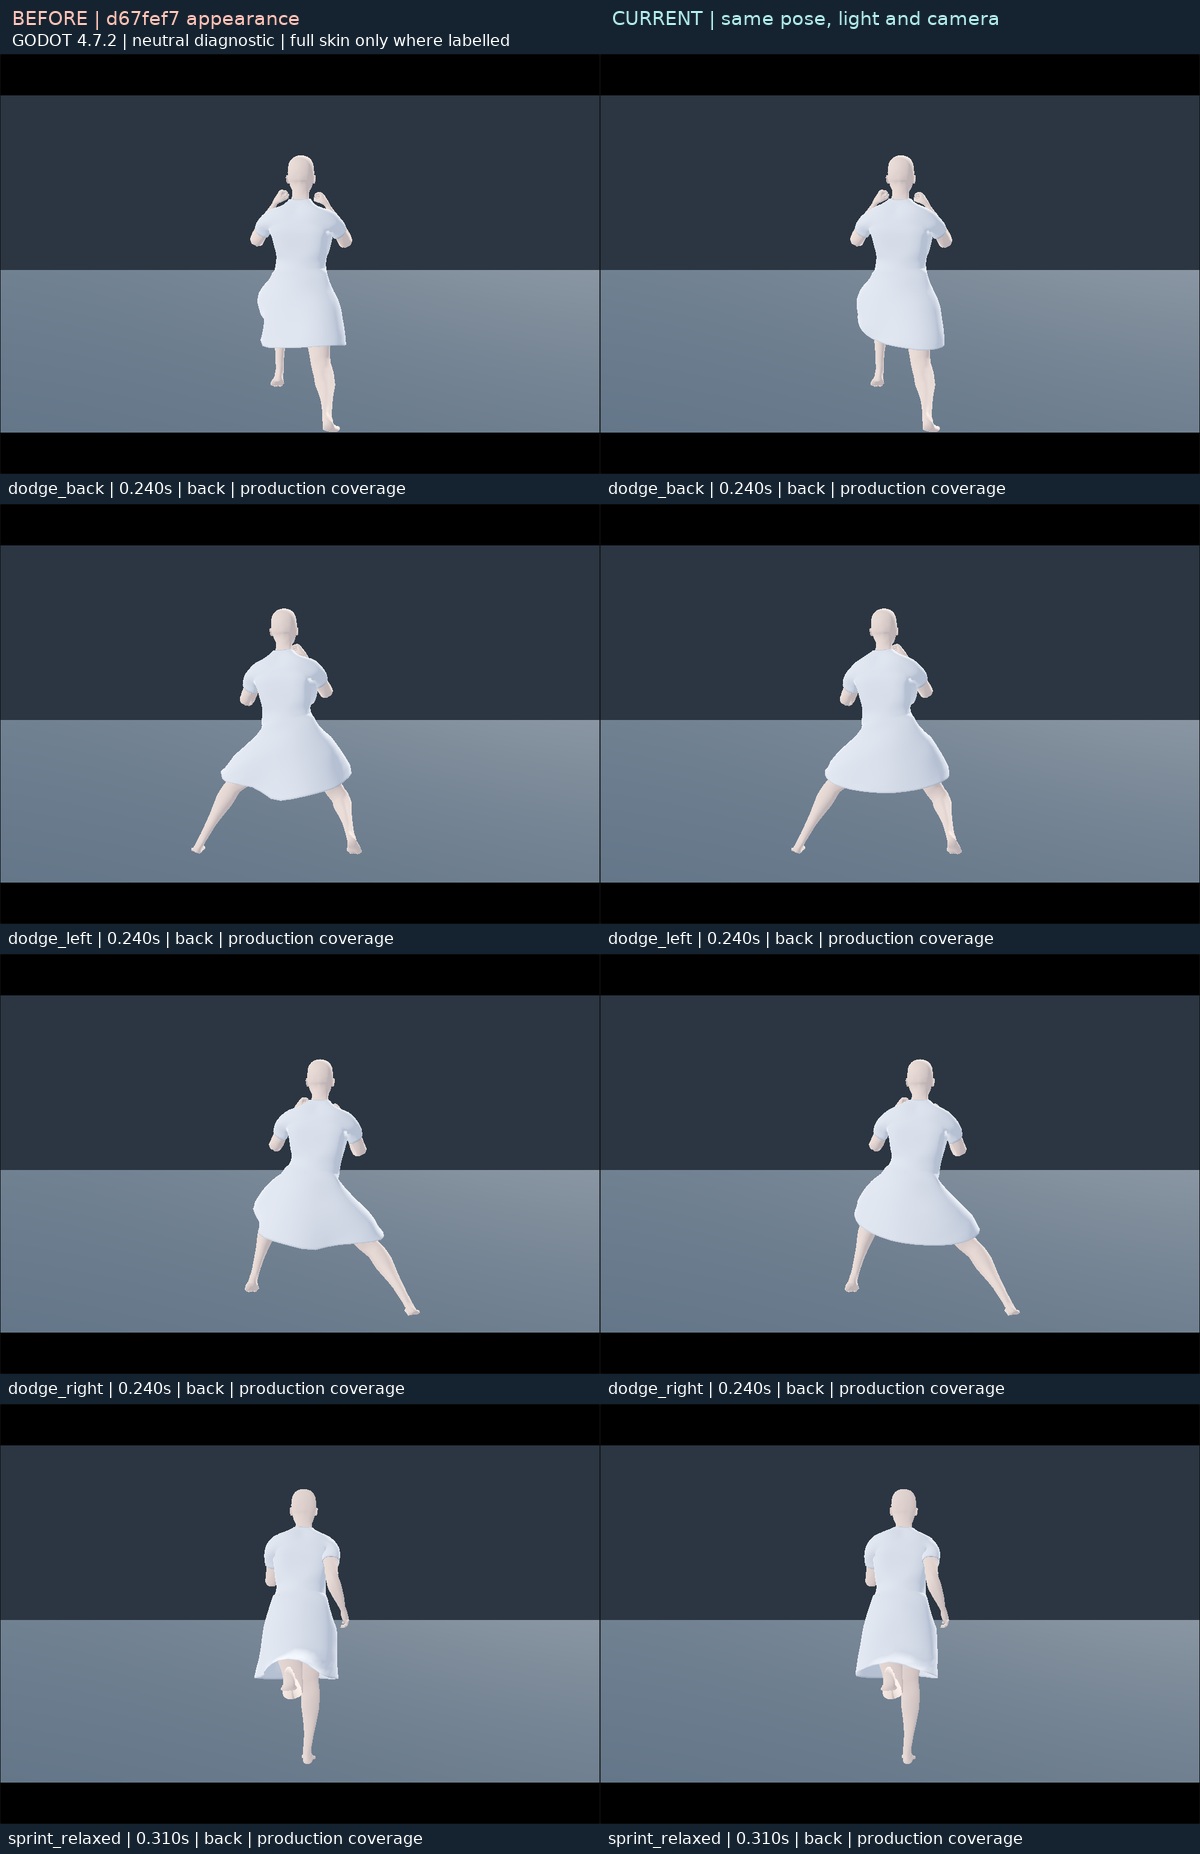 BEFORE | d67fef7 appearance
CURRENT | same pose, light and camera
GODOT 4.7.2 | neutral diagnostic | full skin only where labelled
dodge_back | 0.240s | back | production coverage
dodge_back | 0.240s | back | production coverage
dodge_left | 0.240s | back | production coverage
dodge_left | 0.240s | back | production coverage
dodge_right | 0.240s | back | production coverage
dodge_right | 0.240s | back | production coverage
sprint_relaxed | 0.310s | back | production coverage
sprint_relaxed | 0.310s | back | production coverage